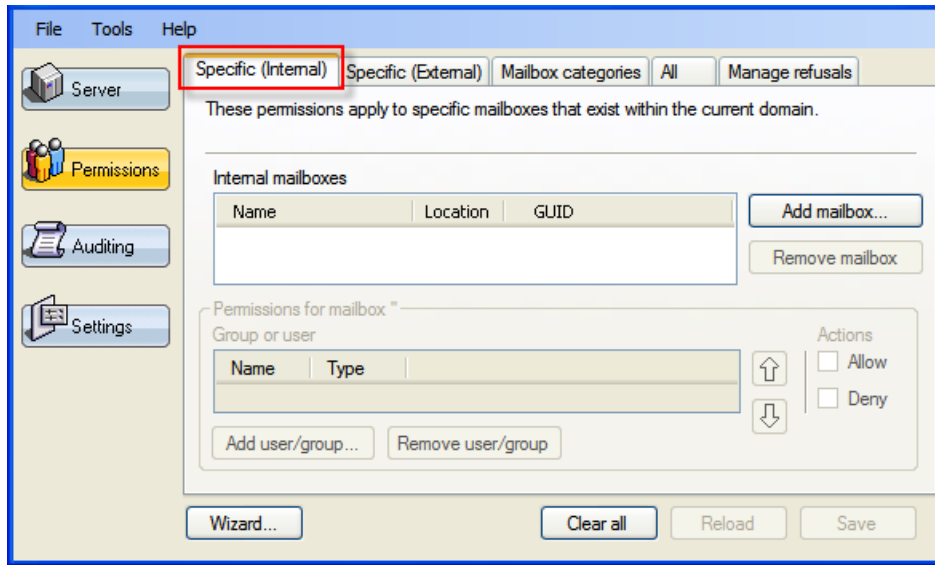 File Tools Help
Server
Permissions
Auditing
Settings
Specific (Internal) Specific (External) Mailbox categories All Manage refusals
These permissions apply to specific mailboxes that exist within the current domain.
Internal mailboxes
Name Location GUID
Add mailbox...
Remove mailbox
Permissions for mailbox ''
Group or user
Name Type
Actions
Allow
Deny
Add user/group... Remove user/group
Wizard... Clear all Reload Save